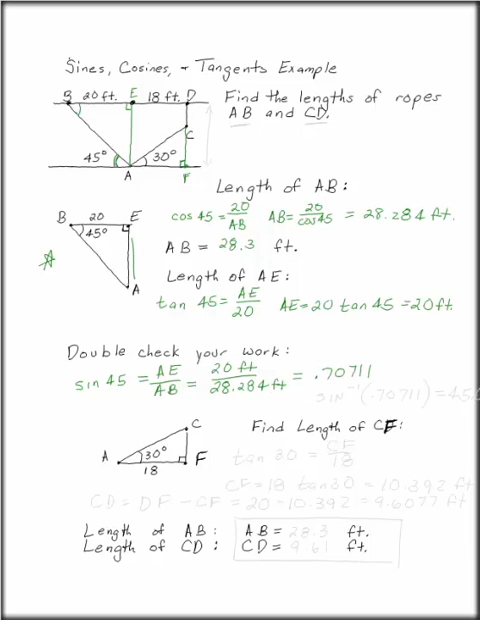 Sines, Cosines, + Tangents Example
B 20 ft. E 18 ft. D
Find the lengths of ropes
AB and CD.
C
45° 30°
A F
Length of AB:
B 20 E
45°
A
cos 45 = 20/AB AB = 20/cos45 = 28.284 ft.
AB = 28.3 ft.
Length of AE:
tan 45 = AE/20 AE = 20 tan 45 = 20 ft.
Double check your work:
sin 45 = AE/AB = 20 ft/28.284 ft = .70711
sin⁻¹(.70711) = 45
C
A 30° F
18
Find Length of CF:
tan 30 = CF/18
CF = 18 tan30 = 10.392 ft
CD = DF - CF = 20 - 10.392 = 9.6077 ft
Length of AB: AB = 28.3 ft.
Length of CD: CD = 9.61 ft.